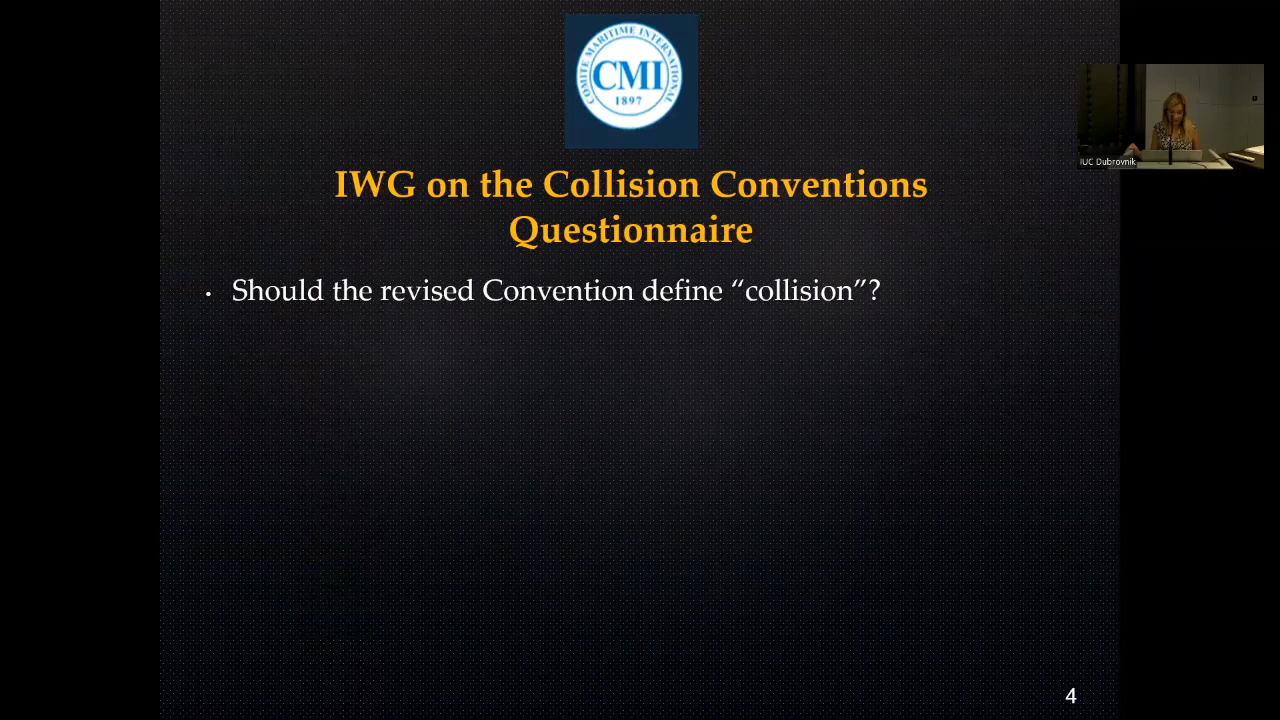 COMITE MARITIME INTERNATIONAL
CMI
1897
IWG on the Collision Conventions
Questionnaire
• Should the revised Convention define “collision”?
IUC Dubrovnik
4